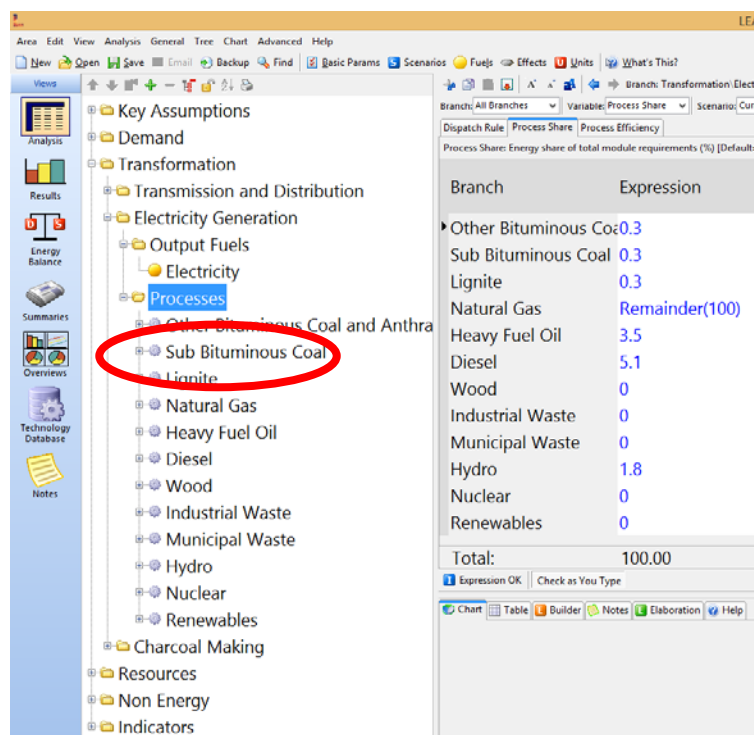 LEA
Area Edit View Analysis General Tree Chart Advanced Help
New Open Save Email Backup Find Basic Params Scenarios Fuels Effects Units What's This?
Views
Analysis
Results
Energy Balance
Summaries
Overviews
Technology Database
Notes
Key Assumptions
Demand
Transformation
Transmission and Distribution
Electricity Generation
Output Fuels
Electricity
Processes
Other Bituminous Coal and Anthra
Sub Bituminous Coal
Lignite
Natural Gas
Heavy Fuel Oil
Diesel
Wood
Industrial Waste
Municipal Waste
Hydro
Nuclear
Renewables
Charcoal Making
Resources
Non Energy
Indicators
Branch: Transformation\Elect
Branch: All Branches Variable: Process Share Scenario: Cur
Dispatch Rule Process Share Process Efficiency
Process Share: Energy share of total module requirements (%) [Default:
Branch Expression
Other Bituminous Coa 0.3
Sub Bituminous Coal 0.3
Lignite 0.3
Natural Gas Remainder(100)
Heavy Fuel Oil 3.5
Diesel 5.1
Wood 0
Industrial Waste 0
Municipal Waste 0
Hydro 1.8
Nuclear 0
Renewables 0
Total: 100.00
Expression OK Check as You Type
Chart Table Builder Notes Elaboration Help